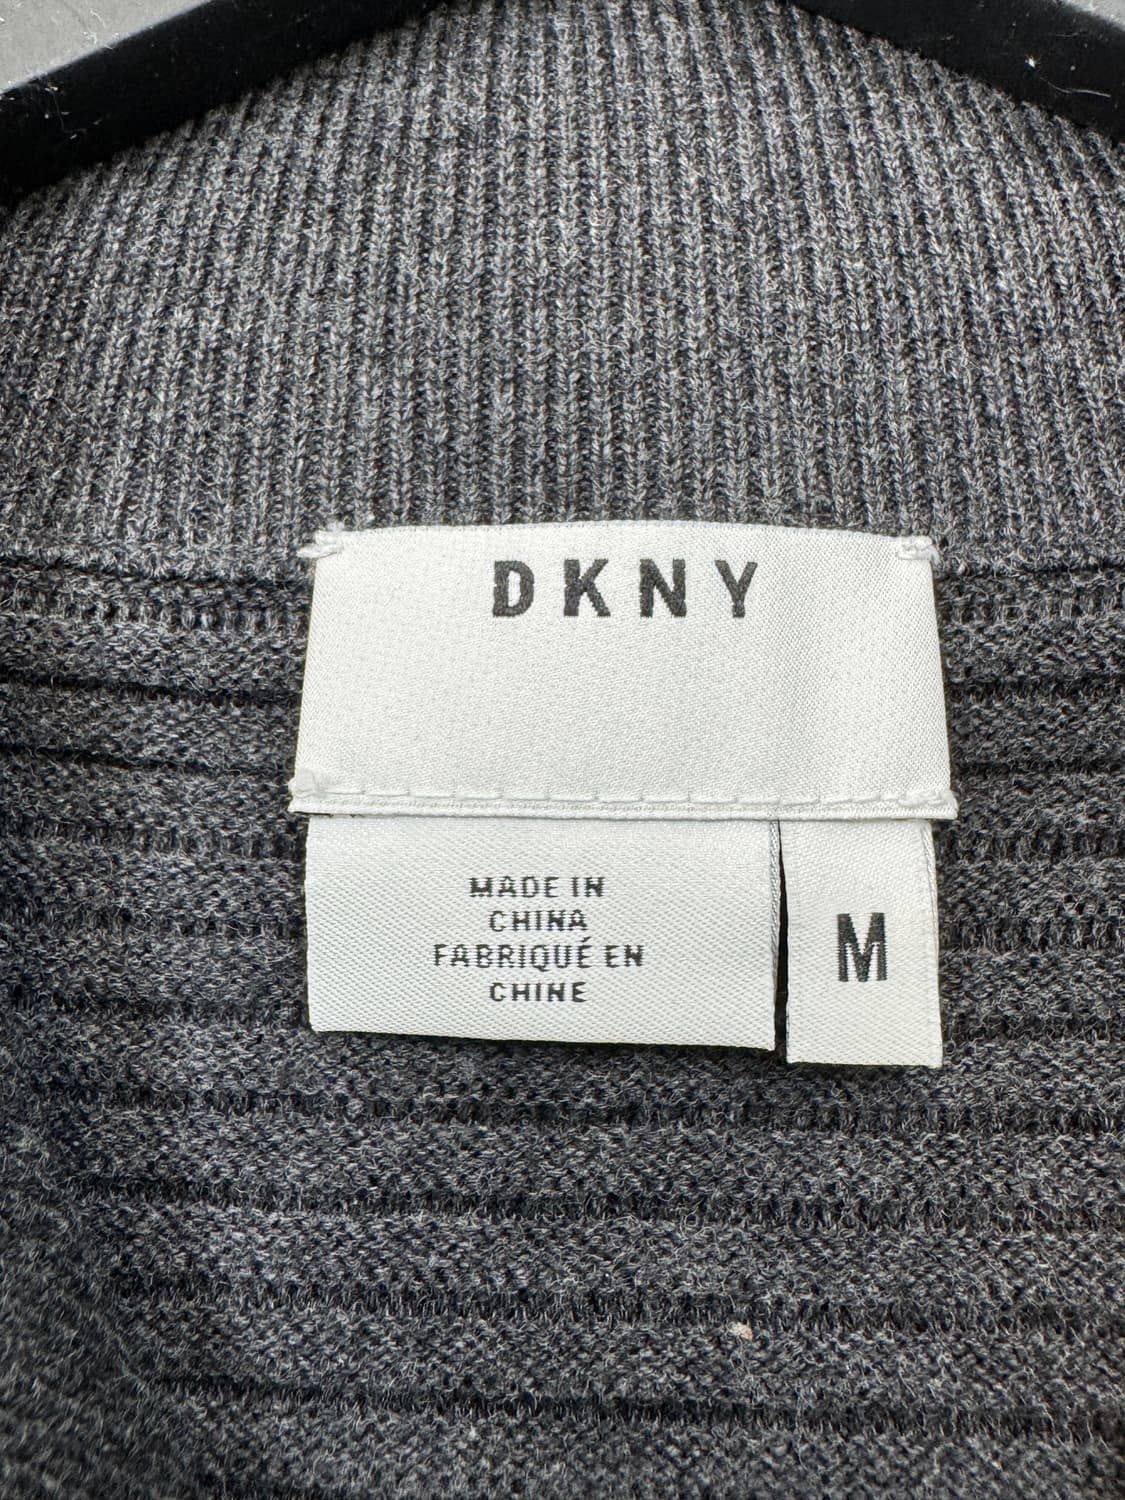 DKNY
MADE IN
CHINA
FABRIQUÉ EN
CHINE
M